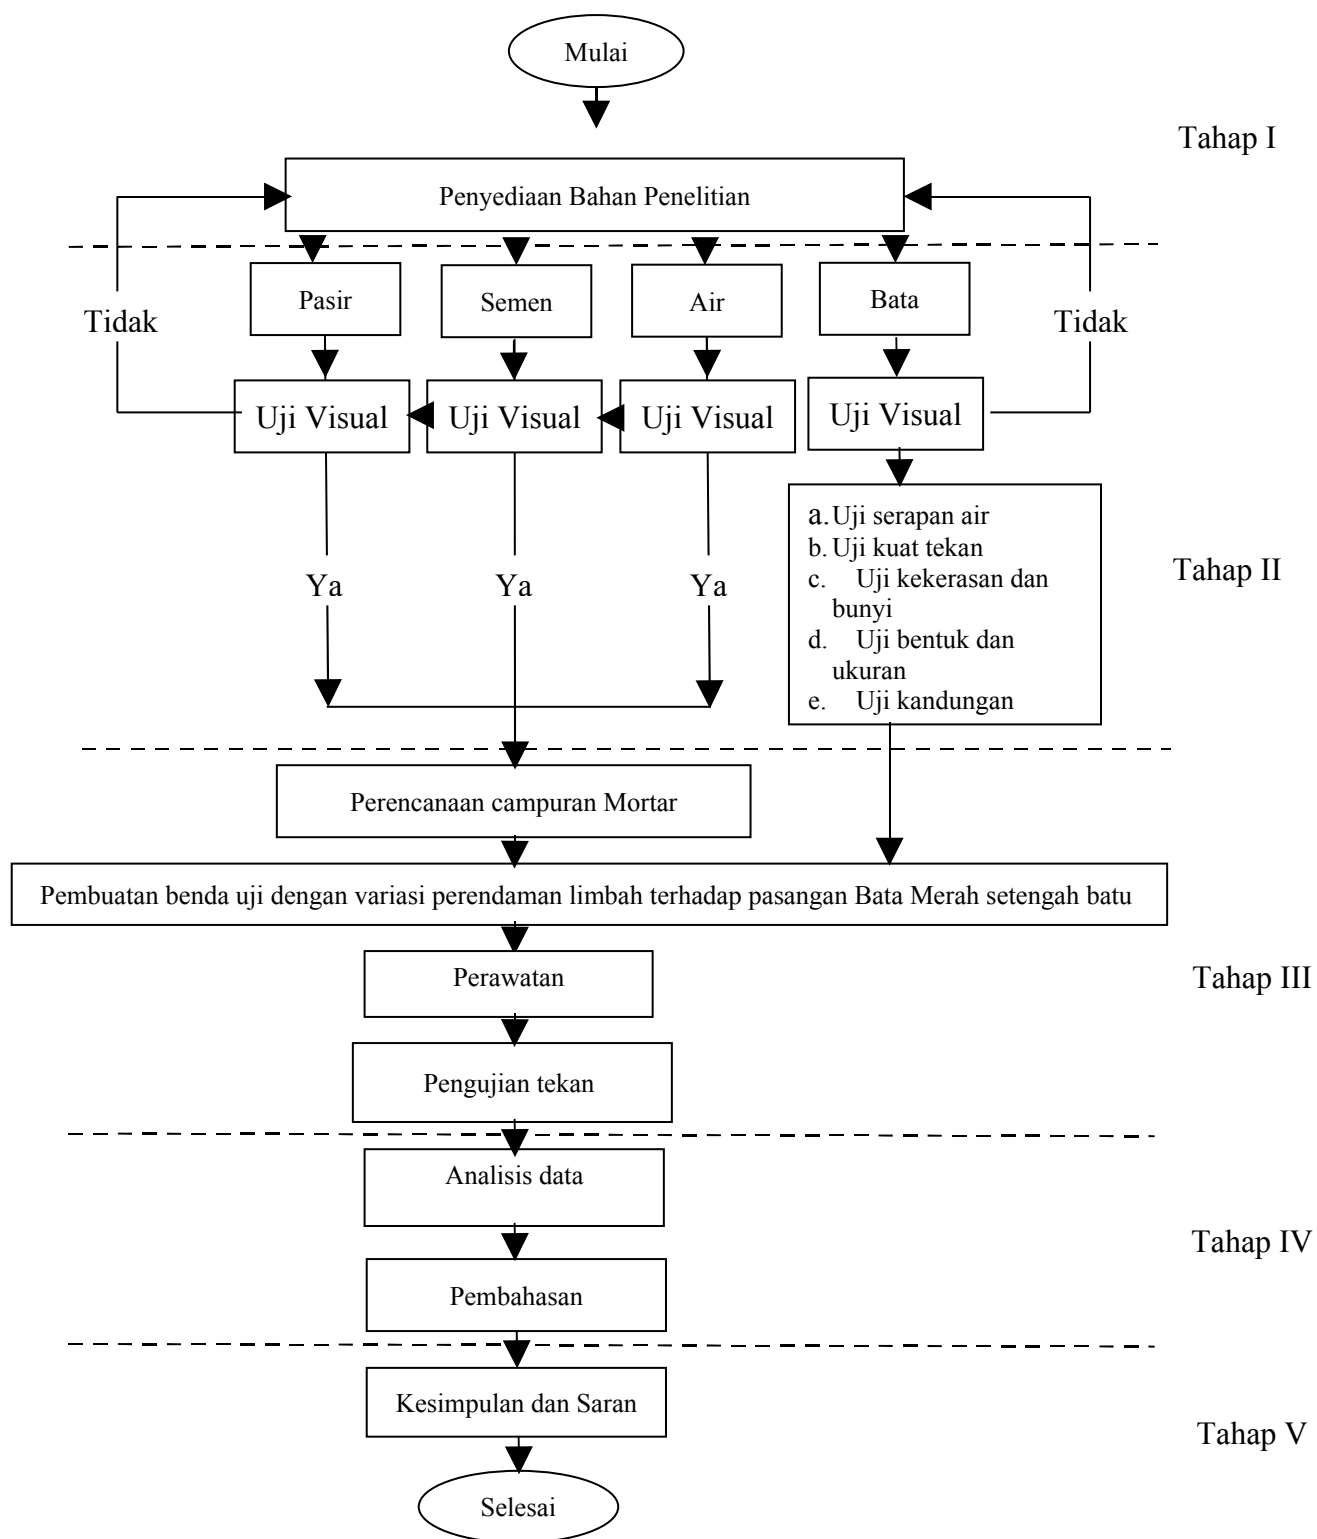 Mulai
Tahap I
Penyediaan Bahan Penelitian
Pasir
Semen
Air
Bata
Tidak
Tidak
Uji Visual
Uji Visual
Uji Visual
Uji Visual
a. Uji serapan air
b. Uji kuat tekan
c. Uji kekerasan dan
bunyi
d. Uji bentuk dan
ukuran
e. Uji kandungan
Ya
Ya
Ya
Tahap II
Perencanaan campuran Mortar
Pembuatan benda uji dengan variasi perendaman limbah terhadap pasangan Bata Merah setengah batu
Perawatan
Tahap III
Pengujian tekan
Analisis data
Tahap IV
Pembahasan
Kesimpulan dan Saran
Tahap V
Selesai